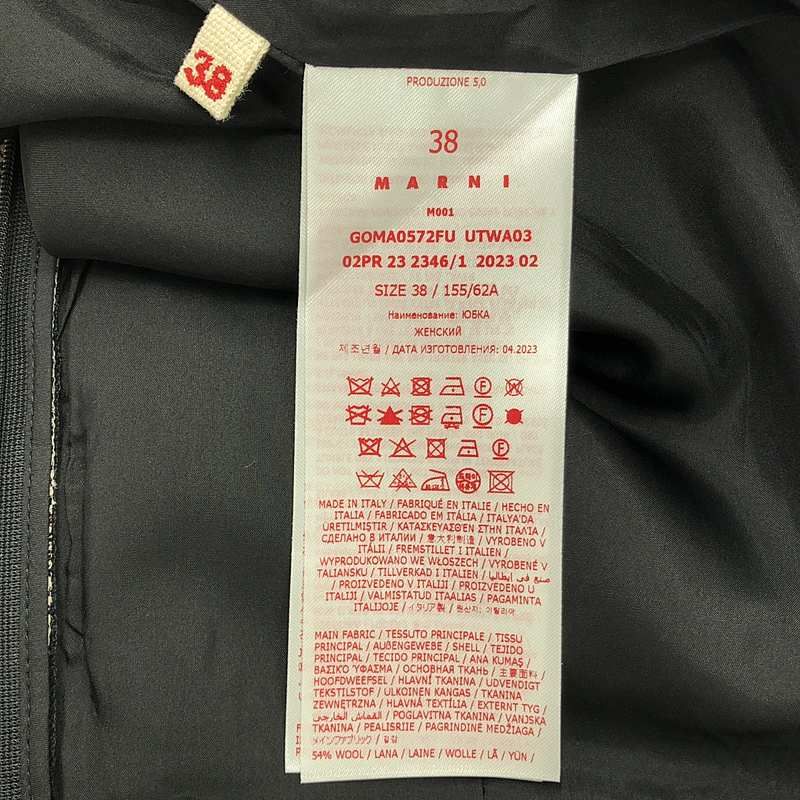 38
PRODUZIONE 5,0
38
MARNI
M001
GOMA0572FU UTWA03
02PR 23 2346/1 2023 02
SIZE 38 / 155/62A
Наименование: ЮБКА
ЖЕНСКИЙ
제조년월 / ДАТА ИЗГОТОВЛЕНИЯ: 04.2023
MADE IN ITALY / FABRIQUÉ EN ITALIE / HECHO EN
ITALIA / FABRICADO EM ITÁLIA / ITALYA'DA
ÜRETILMIŞTIR / ΚΑΤΑΣΚΕΥΑΣΘΕΝ ΣΤΗΝ ΙΤΑΛΊΑ /
СДЕЛАНО В ИТАЛИИ / 意大利制造 / VYROBENO V
ITÁLII / FREMSTILLET I ITALIEN /
WYPRODUKOWANO WE WŁOSZECH / VYROBENÉ V
TALIANSKU / TILLVERKAD I ITALIEN / صنع في ايطاليا
/ PROIZVEDENO V ITALIJI / PROIZVEDENO U
ITALIJI / VALMISTATUD ITAALIAS / PAGAMINTA
ITALIJOJE / イタリア製 / 원산지: 이탈리아
MAIN FABRIC / TESSUTO PRINCIPALE / TISSU
PRINCIPAL / AUßENGEWEBE / SHELL / TEJIDO
PRINCIPAL / TECIDO PRINCIPAL / ANA KUMAŞ /
ΒΑΣΙΚΌ ΎΦΑΣΜΑ / ОСНОВНАЯ ТКАНЬ / 主要面料 /
HOOFDWEEFSEL / HLAVNÍ TKANINA / UDVENDIGT
TEKSTILSTOF / ULKOINEN KANGAS / TKANINA
ZEWNĘTRZNA / HLAVNÁ TEXTÍLIA / EXTERNT TYG /
القماش الخارجي / POGLAVITNA TKANINA / VANJSKA
TKANINA / PEALISRIIE / PAGRINDINĖ MEDŽIAGA /
メインファブリック / 겉감
54% WOOL / LANA / LAINE / WOLLE / LÃ / YÜN /